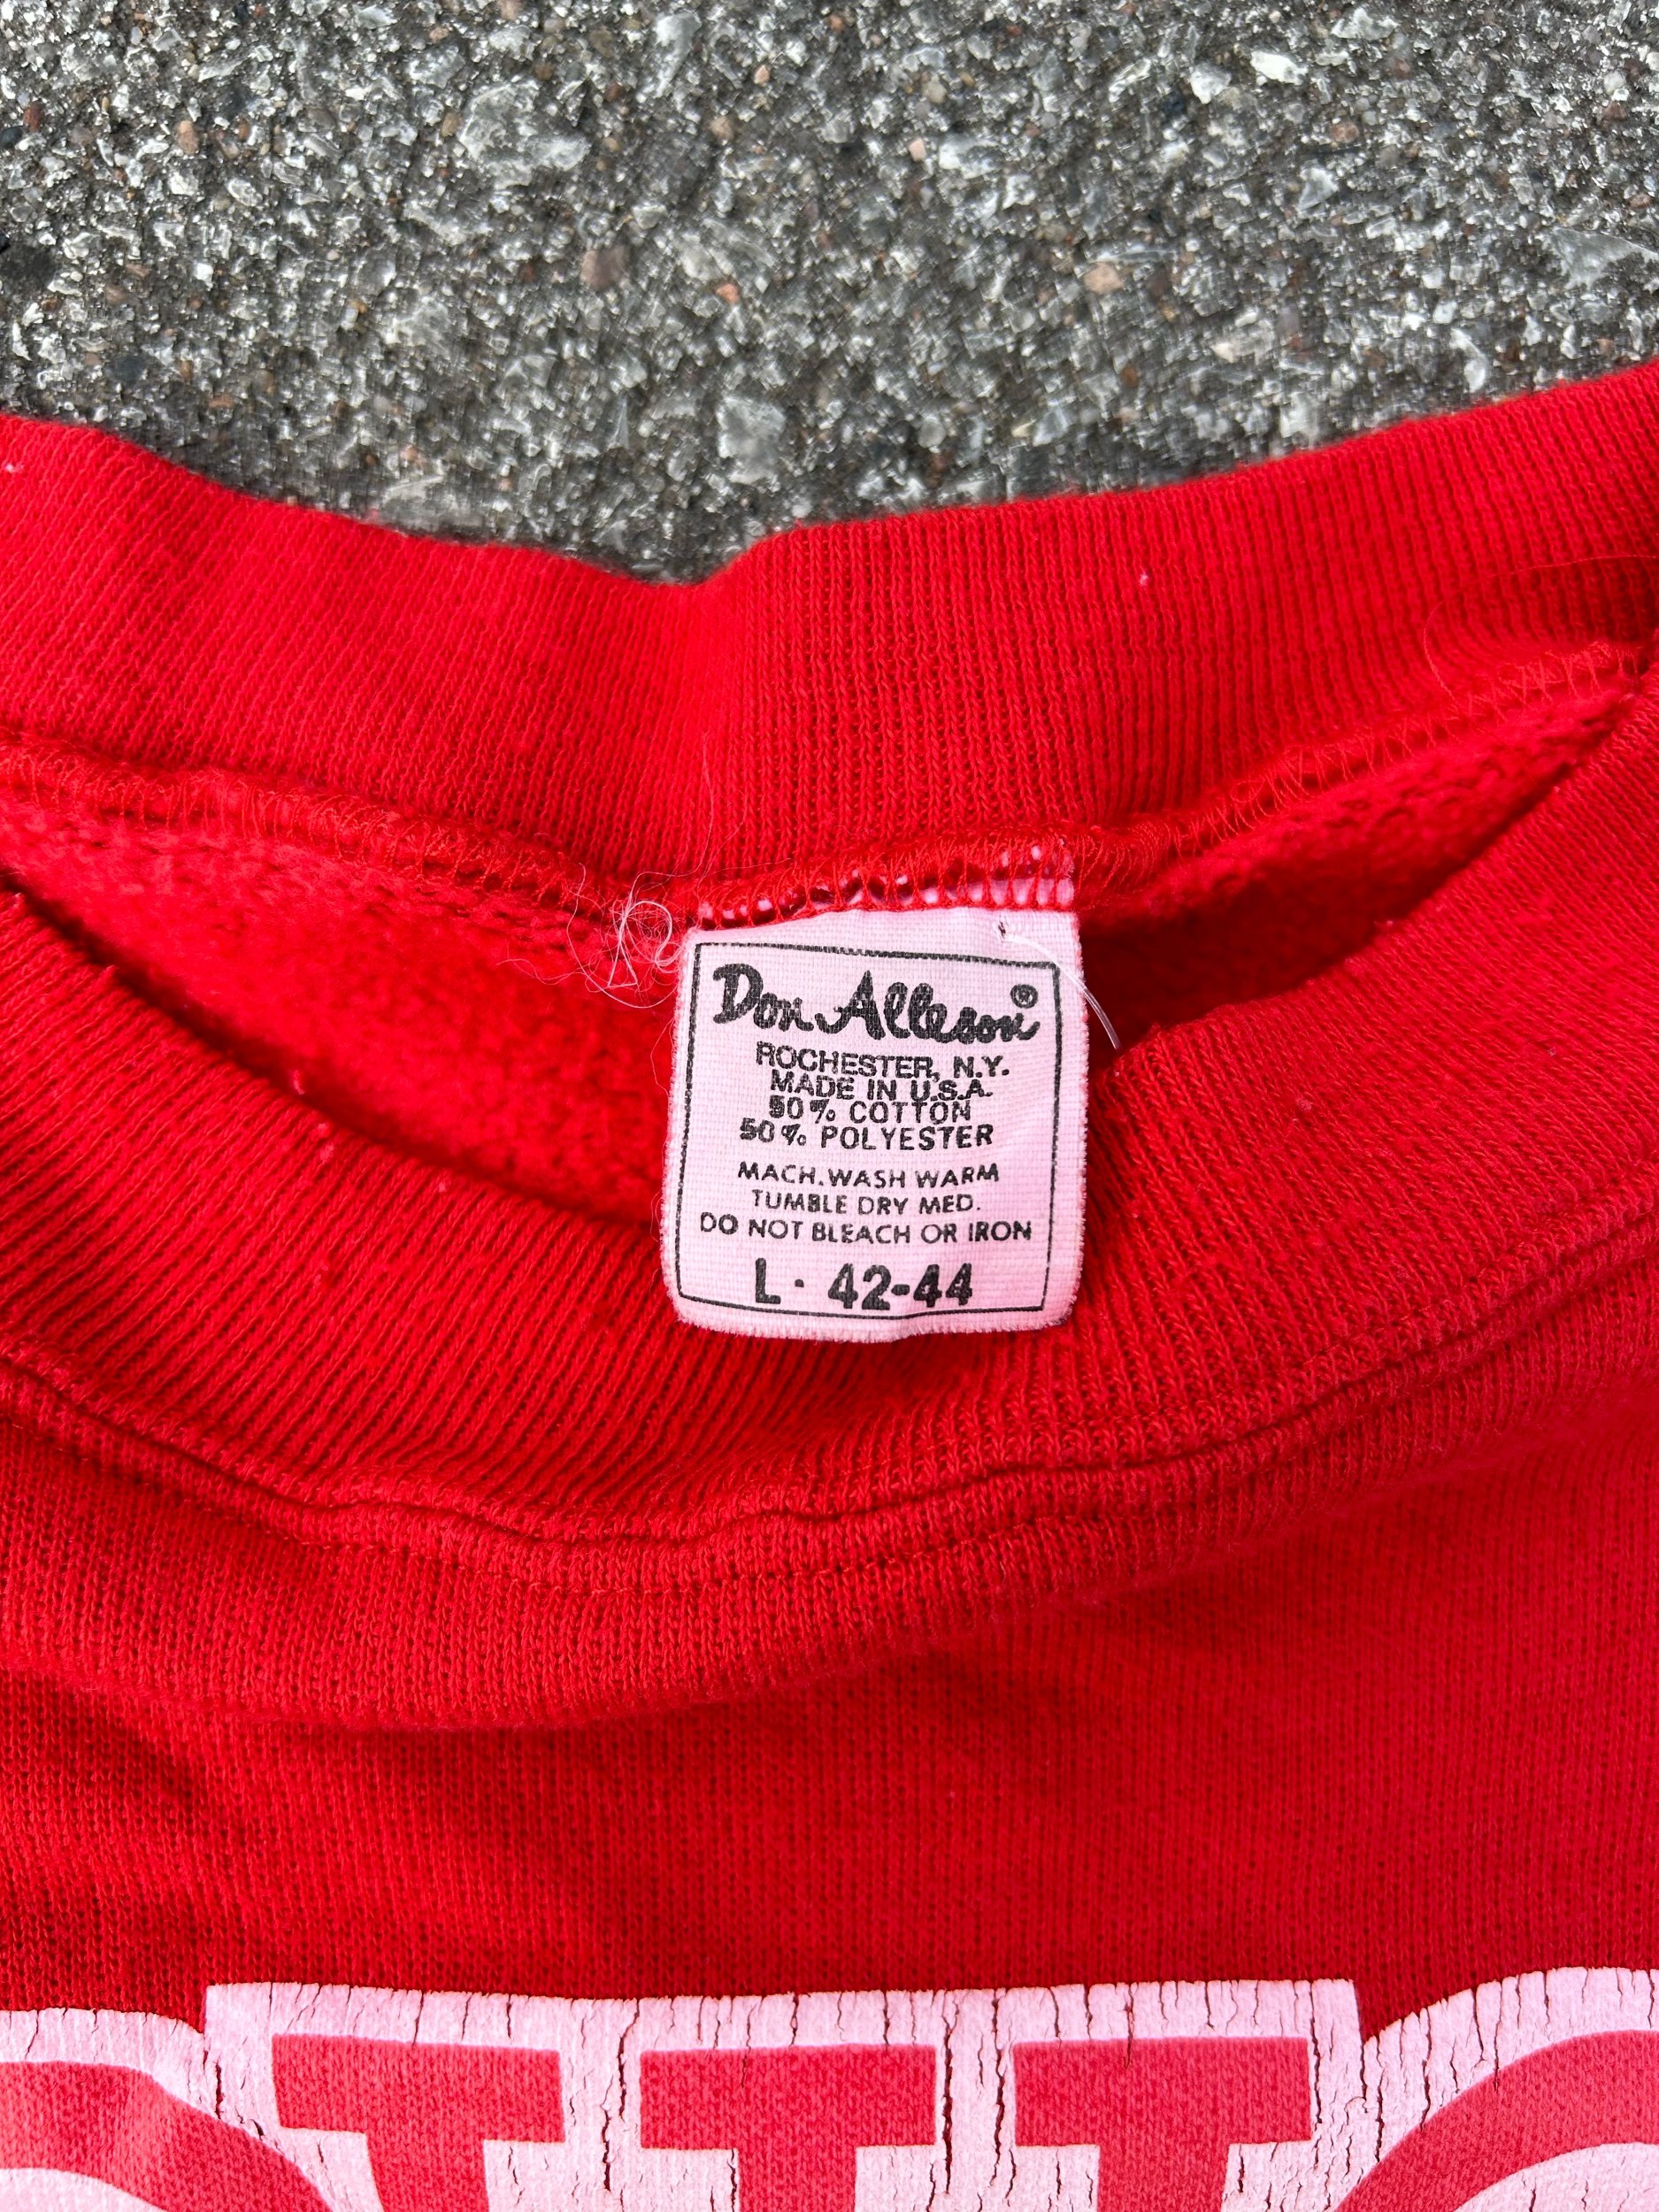 Don Alleson®
ROCHESTER, N.Y.
MADE IN U.S.A.
50% COTTON
50% POLYESTER
MACH. WASH WARM
TUMBLE DRY MED.
DO NOT BLEACH OR IRON
L · 42-44